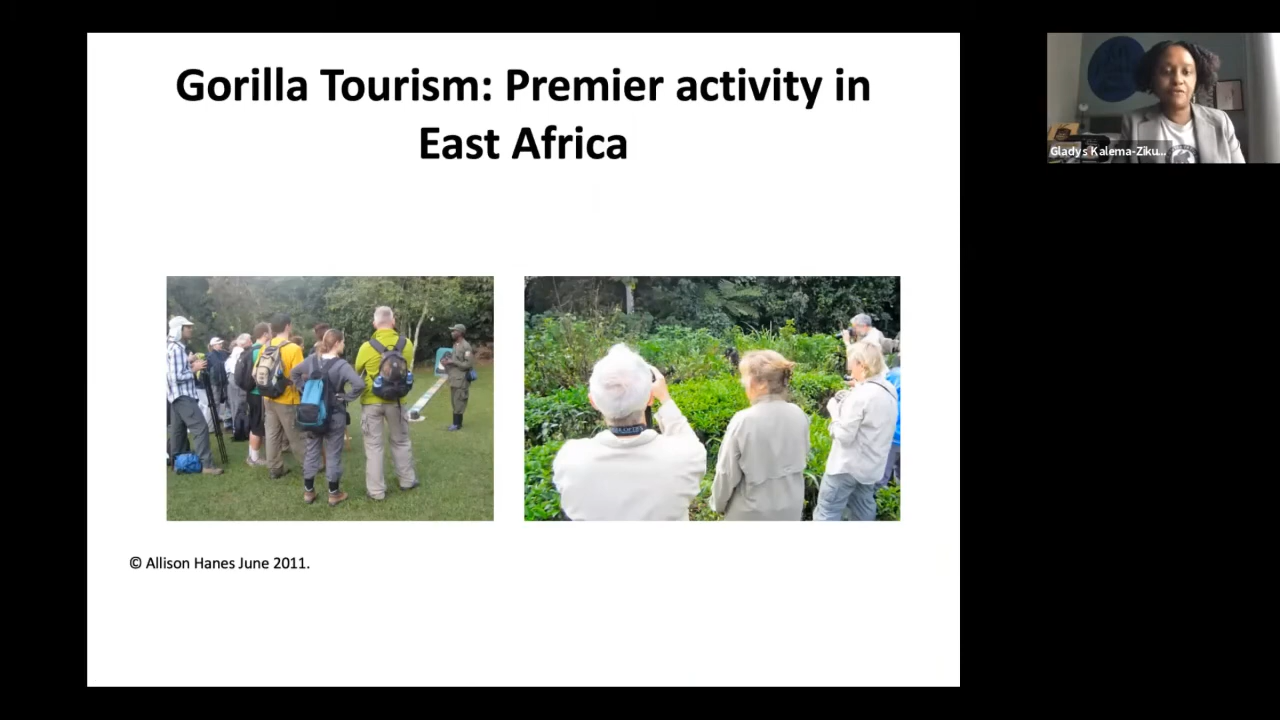 Gorilla Tourism: Premier activity in
East Africa
© Allison Hanes June 2011.
Gladys Kalema-Ziku...